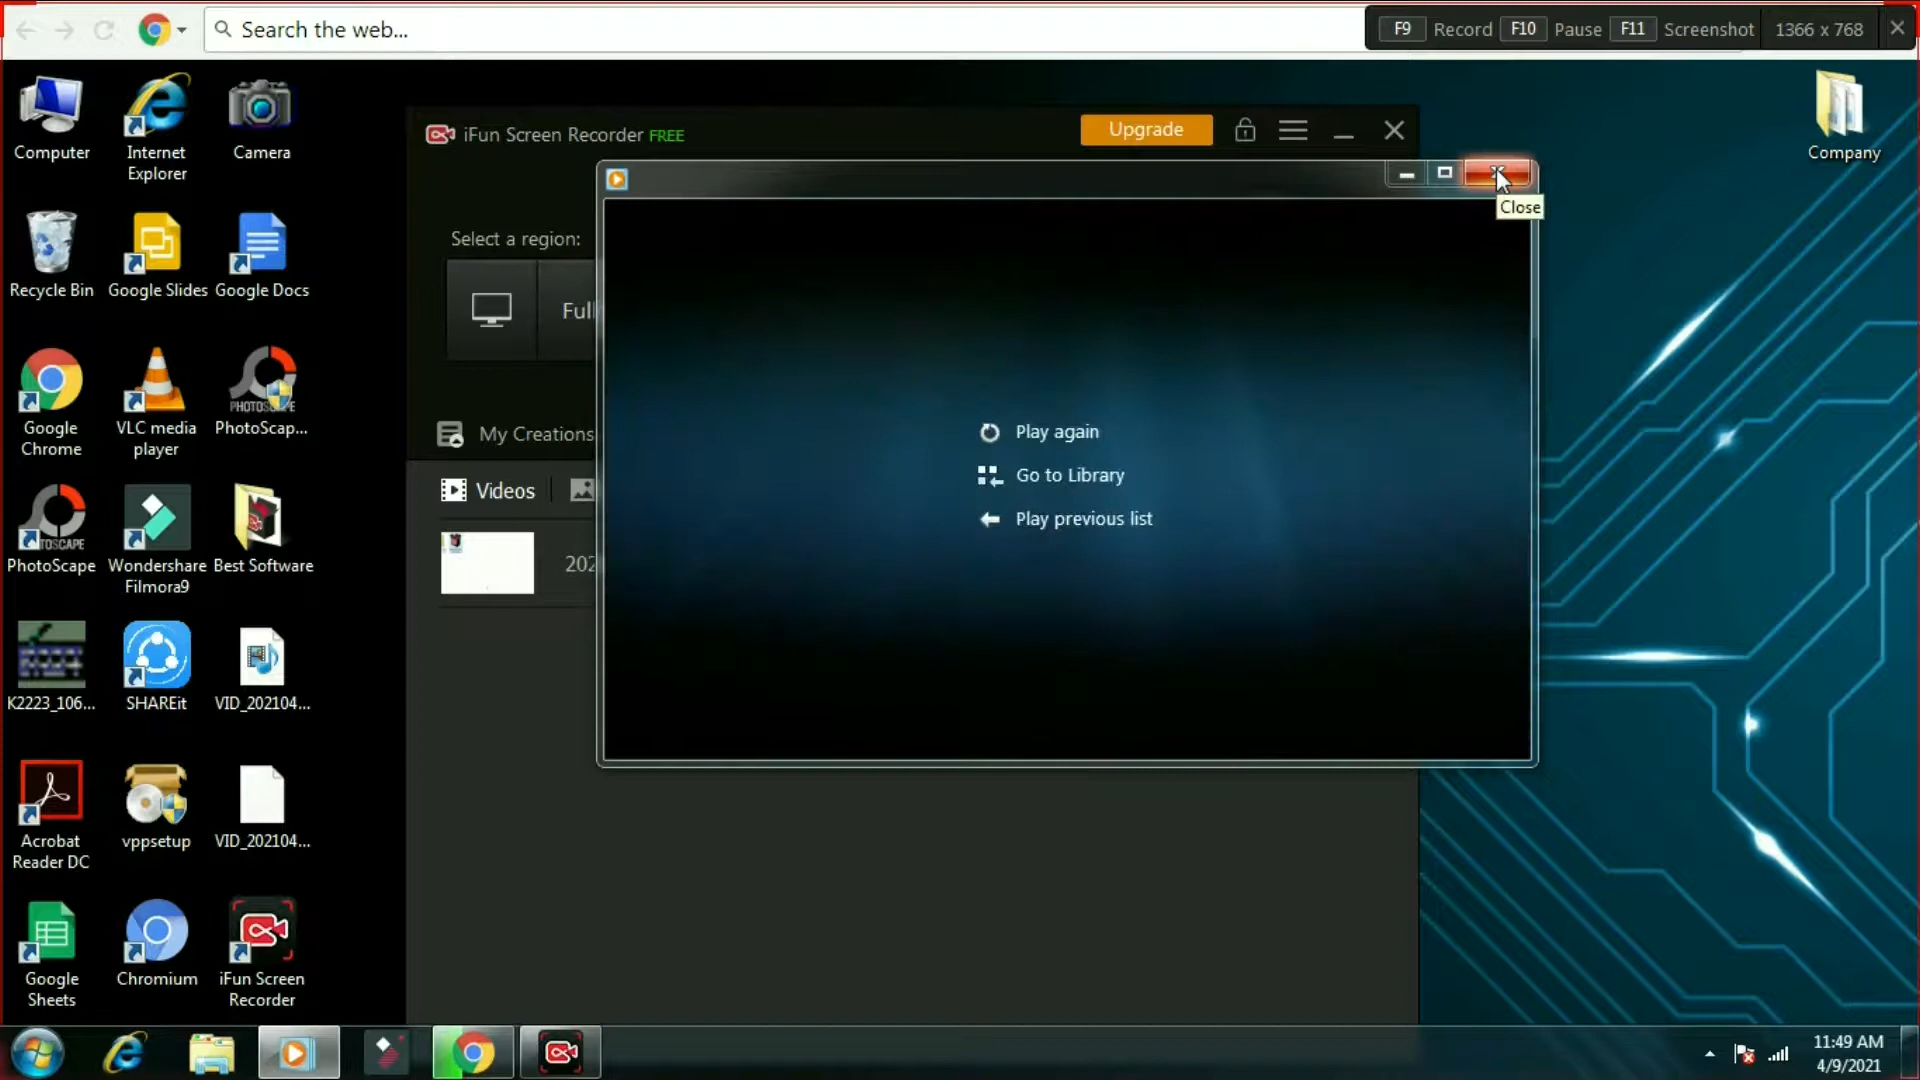 Search the web...
F9 Record F10 Pause F11 Screenshot 1366 x 768
Computer
Internet
Explorer
Camera
Company
iFun Screen Recorder FREE
Upgrade
Close
Select a region:
Full
Recycle Bin
Google Slides
Google Docs
Play again
Go to Library
Play previous list
Google
Chrome
VLC media
player
PHOTOSCAPE
PhotoScap...
My Creations
Videos
PhotoScape
Wondershare
Filmora9
Best Software
202
K2223_106...
SHAREit
VID_202104...
Acrobat
Reader DC
vppsetup
VID_202104...
Google
Sheets
Chromium
iFun Screen
Recorder
11:49 AM
4/9/2021